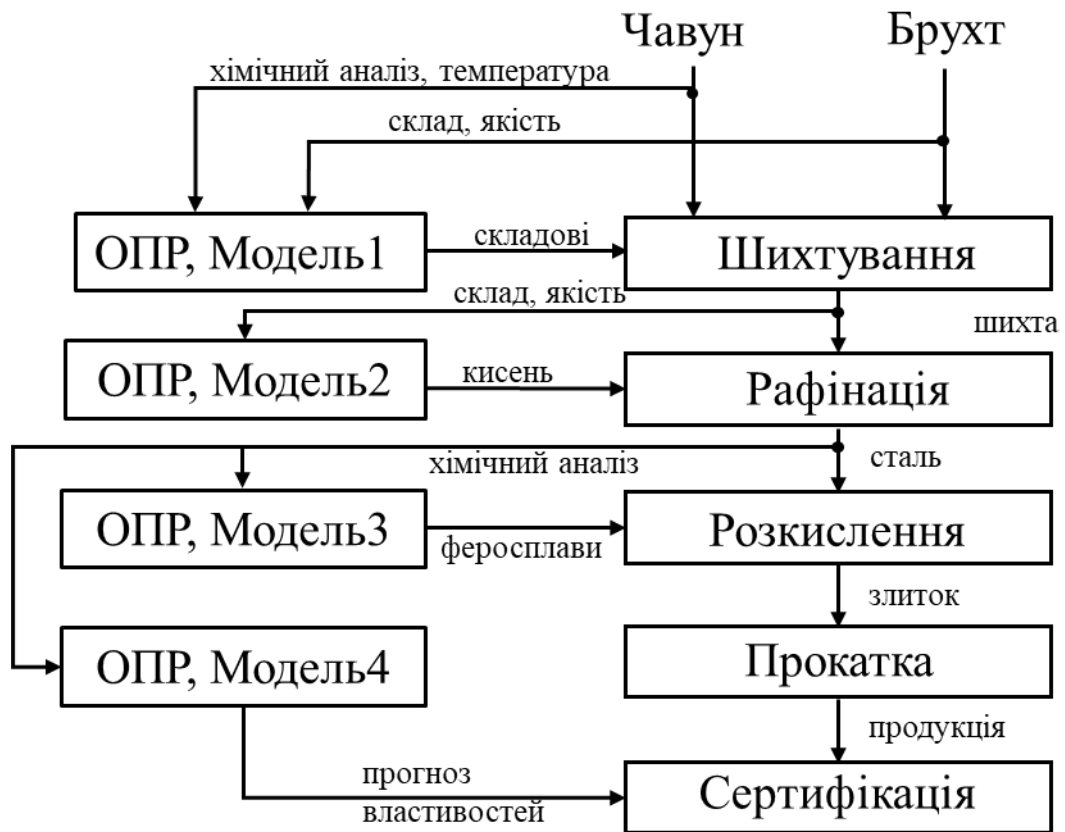 Чавун
Брухт
хімічний аналіз, температура
склад, якість
ОПР, Модель1
складові
Шихтування
склад, якість
шихта
ОПР, Модель2
кисень
Рафінація
хімічний аналіз
сталь
ОПР, Модель3
феросплави
Розкислення
злиток
ОПР, Модель4
Прокатка
продукція
прогноз
властивостей
Сертифікація